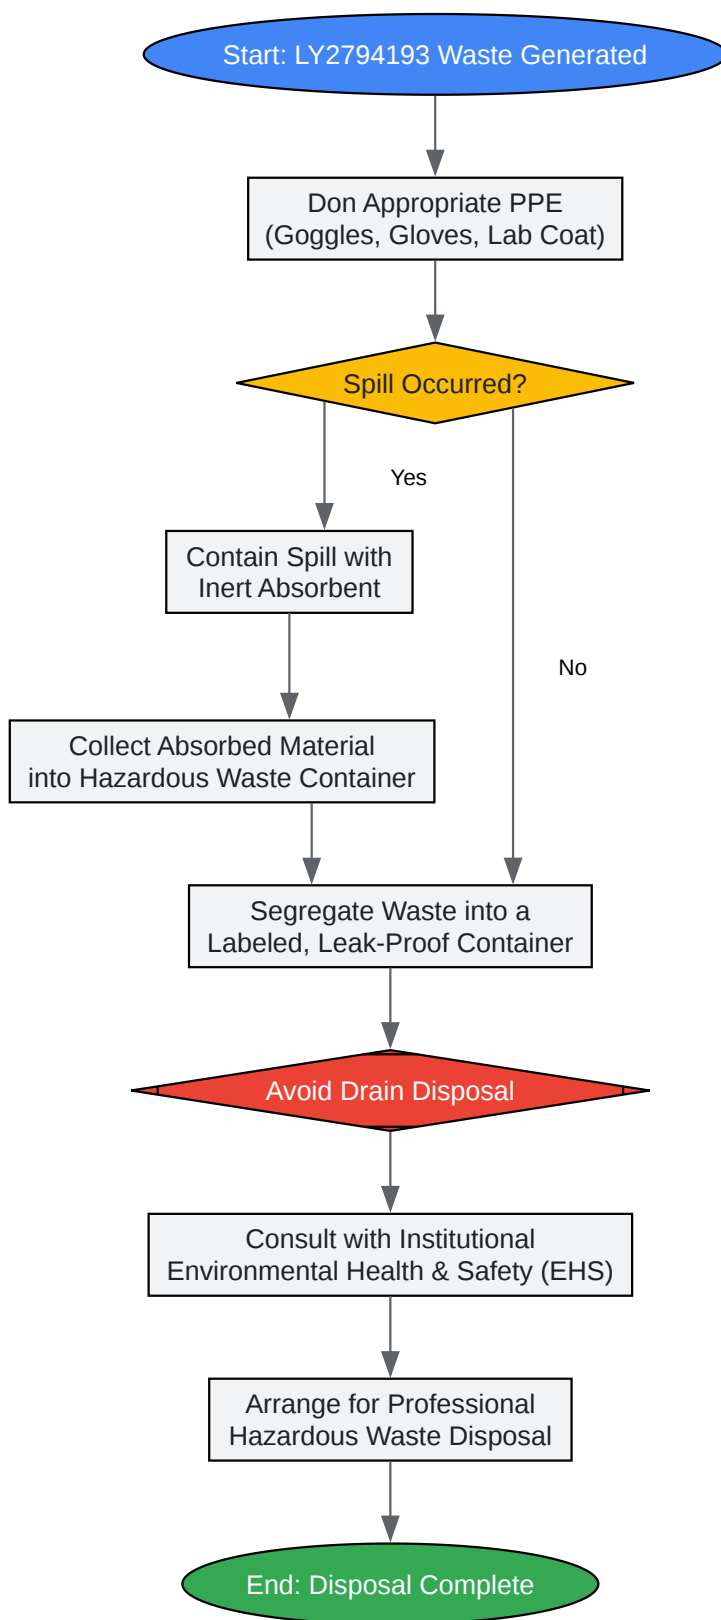 Start: LY2794193 Waste Generated
Don Appropriate PPE
(Goggles, Gloves, Lab Coat)
Spill Occurred?
Yes
Contain Spill with
Inert Absorbent
No
Collect Absorbed Material
into Hazardous Waste Container
Segregate Waste into a
Labeled, Leak-Proof Container
Avoid Drain Disposal
Consult with Institutional
Environmental Health & Safety (EHS)
Arrange for Professional
Hazardous Waste Disposal
End: Disposal Complete